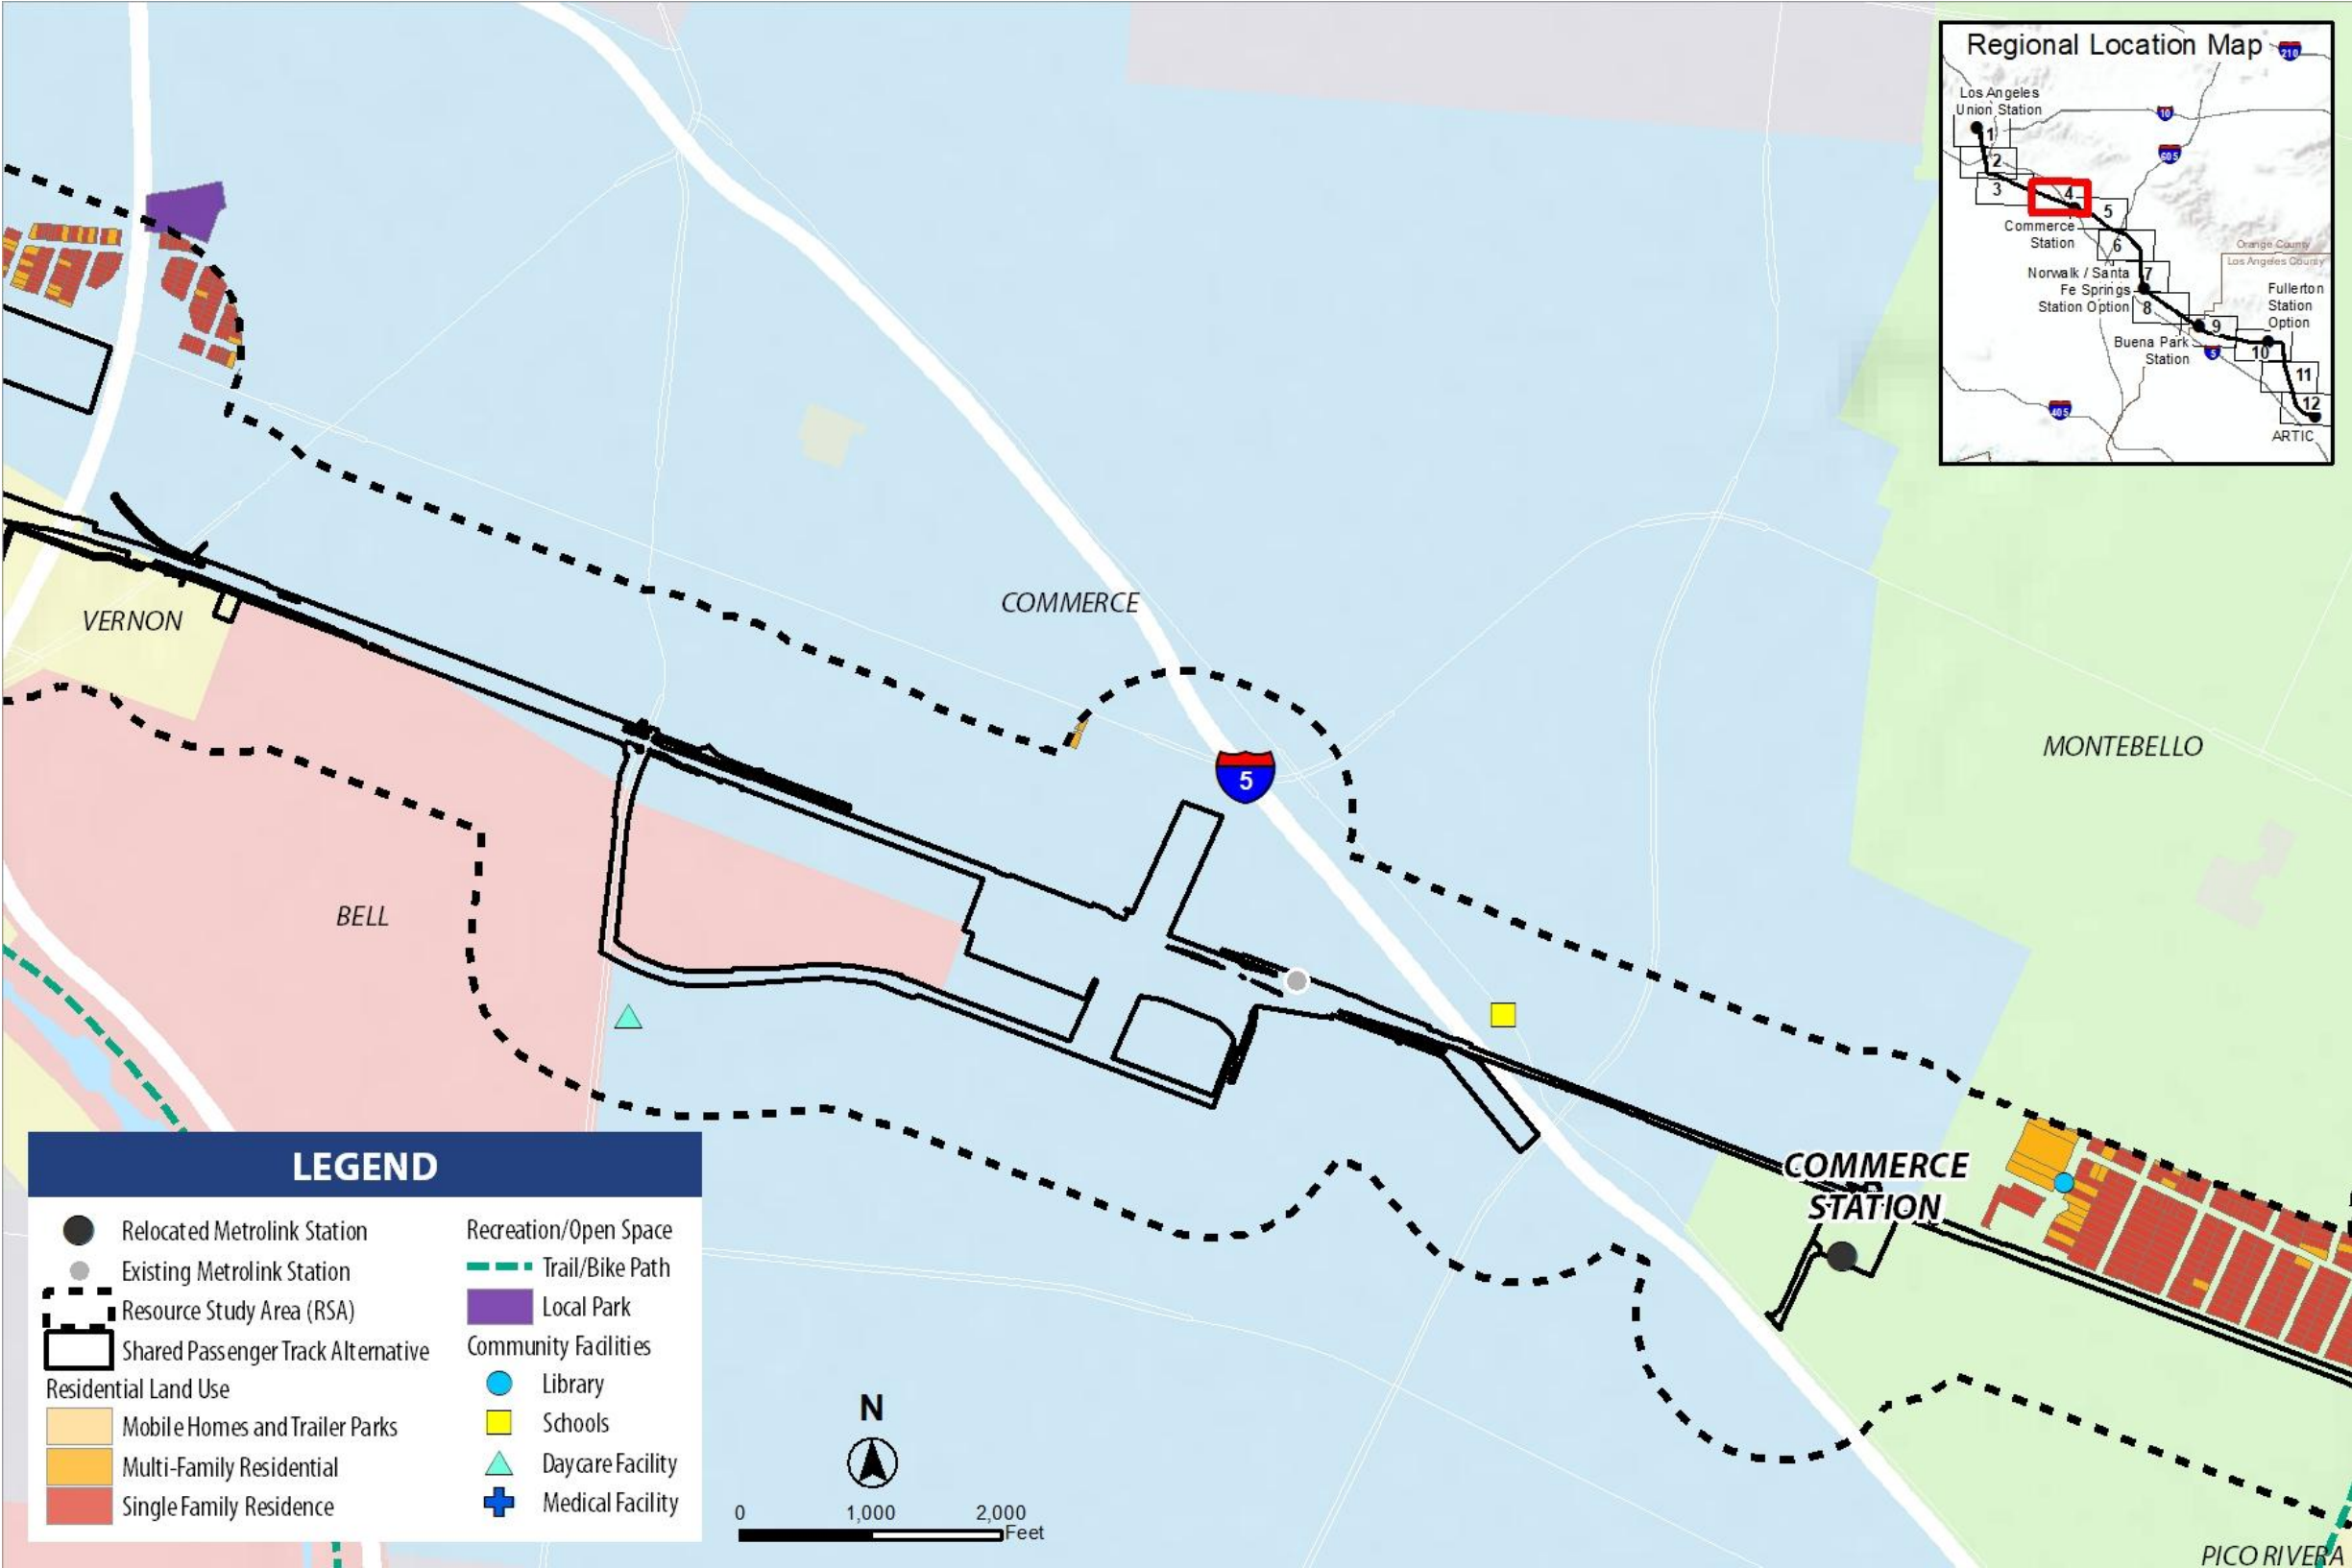 Regional Location Map
210
Los Angeles
Union Station
10
605
1
2
3
4
5
Commerce
Station
6
Orange County
Los Angeles County
Norwalk / Santa
Fe Springs
Station Option
7
8
Fullerton
Station
Option
9
Buena Park
Station
5
10
11
12
405
ARTIC
COMMERCE
VERNON
MONTEBELLO
5
BELL
COMMERCE
STATION
LEGEND
Relocated Metrolink Station
Existing Metrolink Station
Resource Study Area (RSA)
Shared Passenger Track Alternative
Residential Land Use
Mobile Homes and Trailer Parks
Multi-Family Residential
Single Family Residence
Recreation/Open Space
Trail/Bike Path
Local Park
Community Facilities
Library
Schools
Daycare Facility
Medical Facility
N
0 1,000 2,000
Feet
PICO RIVERA